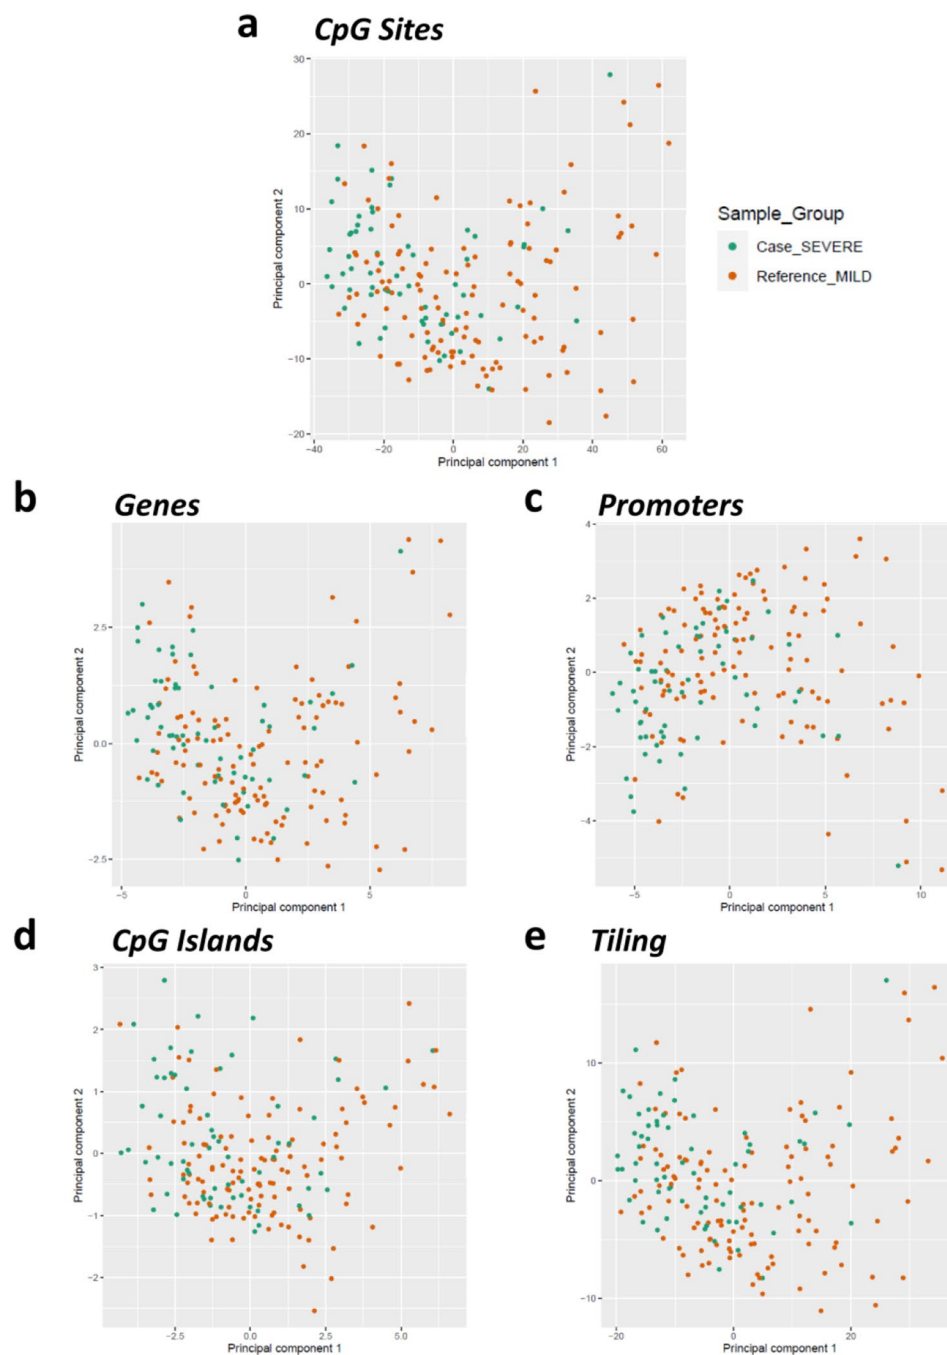 a CpG Sites
30
20
10
0
−10
−20
Principal component 2
−40 −20 0 20 40 60
Principal component 1
Sample_Group
Case_SEVERE
Reference_MILD
b Genes
2.5
0.0
−2.5
Principal component 2
−5 0 5
Principal component 1
c Promoters
4
2
0
−2
−4
Principal component 2
−5 0 5 10
Principal component 1
d CpG Islands
3
2
1
0
−1
−2
Principal component 2
−2.5 0.0 2.5 5.0
Principal component 1
e Tiling
10
0
−10
Principal component 2
−20 0 20
Principal component 1